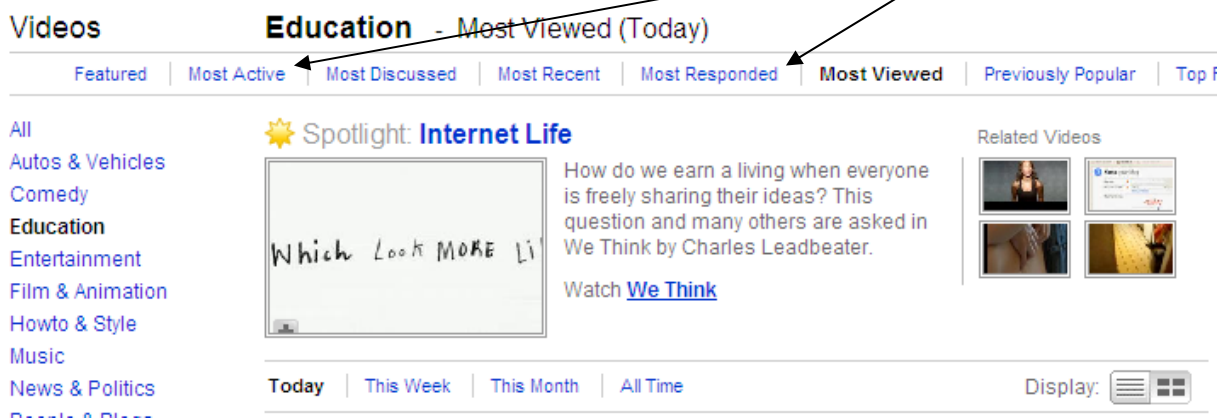 Videos
Education - Most Viewed (Today)
Featured | Most Active | Most Discussed | Most Recent | Most Responded | Most Viewed | Previously Popular | Top
All
Autos & Vehicles
Comedy
Education
Entertainment
Film & Animation
Howto & Style
Music
News & Politics
Spotlight: Internet Life
Which Look MORE
How do we earn a living when everyone
is freely sharing their ideas? This
question and many others are asked in
We Think by Charles Leadbeater.
Watch We Think
Related Videos
Today | This Week | This Month | All Time
Display: